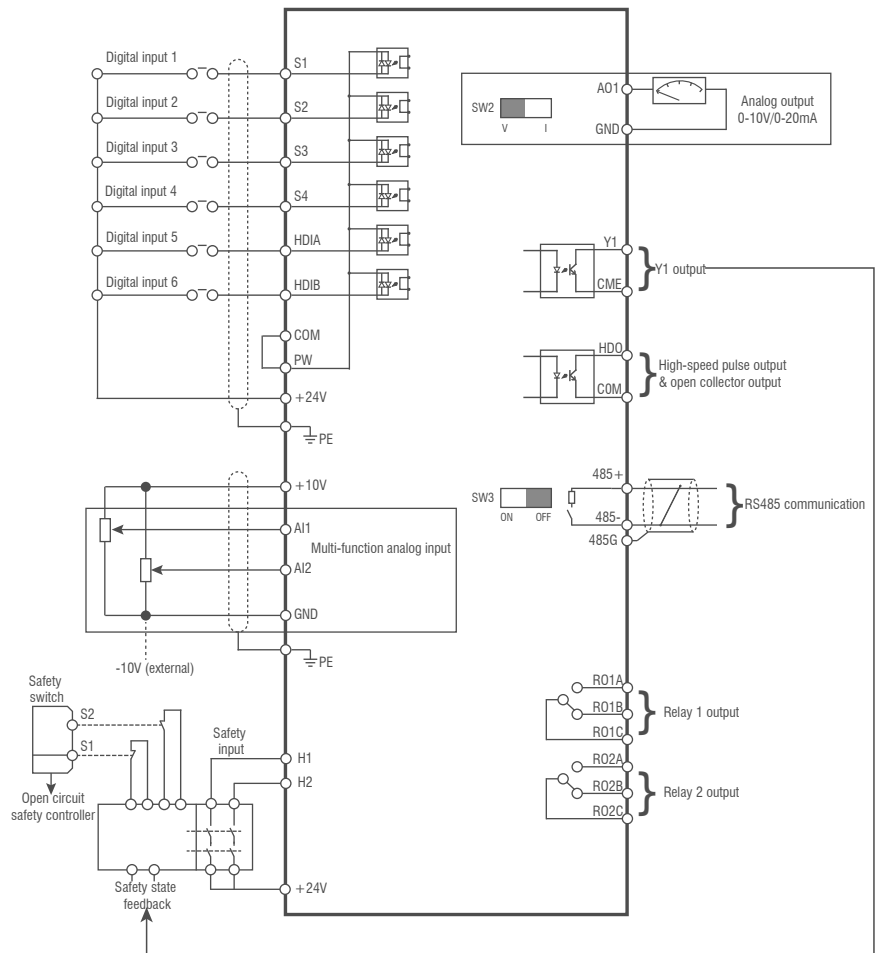 Digital input 1
S1
Digital input 2
S2
Digital input 3
S3
Digital input 4
S4
Digital input 5
HDIA
Digital input 6
HDIB
COM
PW
+24V
PE
+10V
AI1
Multi-function analog input
AI2
GND
PE
-10V (external)
Safety
switch
S2
S1
Open circuit
safety controller
Safety
input
H1
H2
+24V
Safety state
feedback
SW2
V I
AO1
GND
Analog output
0-10V/0-20mA
Y1
CME
Y1 output
HDO
COM
High-speed pulse output
& open collector output
SW3
ON OFF
485+
485-
485G
RS485 communication
RO1A
RO1B
RO1C
Relay 1 output
RO2A
RO2B
RO2C
Relay 2 output